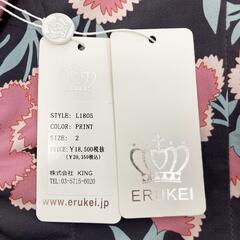 STYLE: L1805
COLOR: PRINT
SIZE: 2
PRICE: ¥18,500税抜
(¥20,350税込)
株式会社 KING
TEL:03-5715-6020
www.erukei.jp
ERUKEI